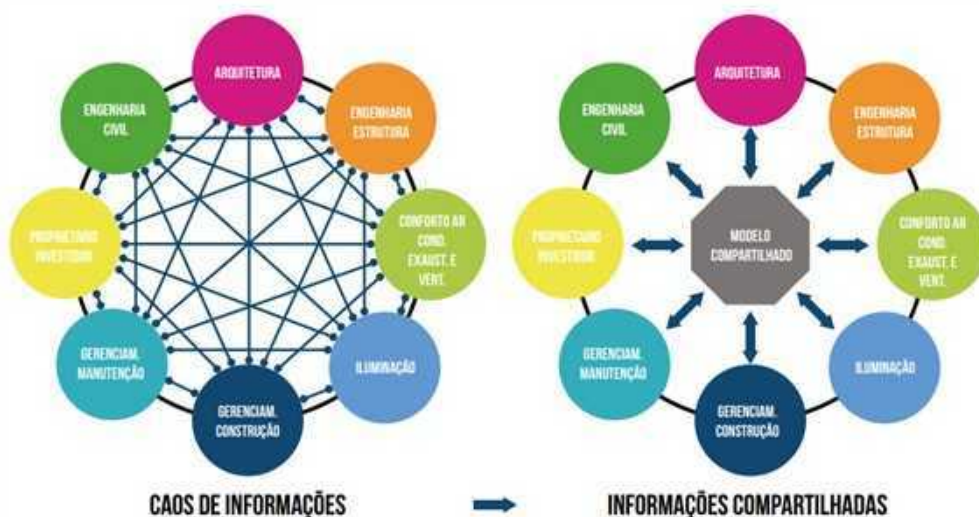 ARQUITETURA
ENGENHARIA
CIVIL
ENGENHARIA
ESTRUTURA
PROPRIETÁRIO
INVESTIDOR
CONFORTO AR
COND.
EXAUST. E
VENT.
GERENCIAM.
MANUTENÇÃO
ILUMINAÇÃO
GERENCIAM.
CONSTRUÇÃO
CAOS DE INFORMAÇÕES
ARQUITETURA
ENGENHARIA
CIVIL
ENGENHARIA
ESTRUTURA
PROPRIETÁRIO
INVESTIDOR
MODELO
COMPARTILHADO
CONFORTO AR
COND.
EXAUST. E
VENT.
GERENCIAM.
MANUTENÇÃO
ILUMINAÇÃO
GERENCIAM.
CONSTRUÇÃO
INFORMAÇÕES COMPARTILHADAS